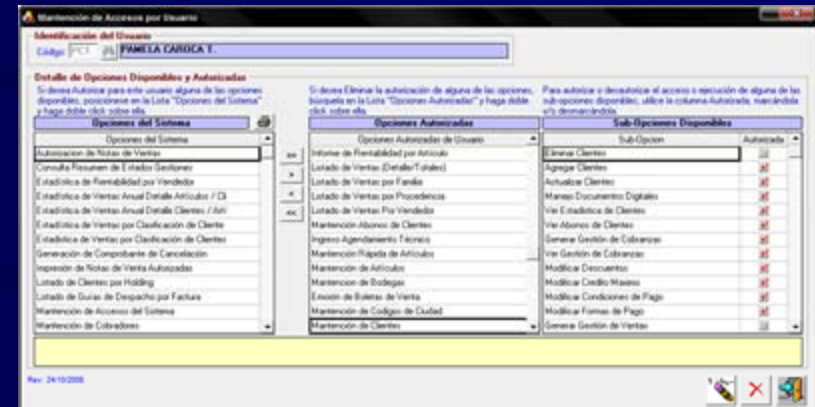 Mantención de Accesos por Usuario
Identificación del Usuario
Código PCT PAMELA CAROCA T.
Detalle de Opciones Disponibles y Autorizadas
Si desea Autorizar para este usuario alguna de las opciones
disponibles, posiciónese en la Lista "Opciones del Sistema"
y haga doble click sobre ella.
Si desea Eliminar la autorización de alguna de las opciones,
búsquela en la Lista "Opciones Autorizadas" y haga doble
click sobre ella.
Para autorizar o desautorizar el acceso o ejecución de alguna de las
sub-opciones disponibles, utilice la columna Autorizada, marcándola
y/o desmarcándola.
Opciones del Sistema
Opciones del Sistema
Autorizacion de Notas de Ventas
Consulta Resumen de Estados Gestiones
Estadística de Rentabilidad por Vendedor
Estadística de Ventas Anual Detalle Artículos / Cli
Estadística de Ventas Anual Detalle Clientes / Artí
Estadística de Ventas por Clasificación de Cliente
Estadística de Ventas por Clasificación de Clientes
Generación de Comprobante de Cancelación
Impresión de Notas de Venta Autorizadas
Listado de Clientes por Holding
Listado de Guías de Despacho por Factura
Mantención de Accesos del Sistema
Mantención de Cobradores
>>
>
<
<<
Opciones Autorizadas
Opciones Autorizadas de Usuario
Informe de Rentabilidad por Artículo
Listado de Ventas (Detalle/Totales)
Listado de Ventas por Familia
Listado de Ventas por Procedencia
Listado de Ventas Por Vendedor
Mantención Abonos de Clientes
Ingreso Agendamiento Técnico
Mantención Rápida de Artículos
Mantención de Artículos
Mantencion de Bodegas
Emisión de Boletas de Venta
Mantención de Codigos de Ciudad
Mantención de Clientes
Sub-Opciones Disponibles
Sub-Opcion Autorizada
Eliminar Clientes
Agregar Clientes
Actualizar Clientes
Manejo Documentos Digitales
Ver Estadística de Clientes
Ver Abonos de Clientes
Generar Gestión de Cobranzas
Ver Gestión de Cobranzas
Modificar Descuentos
Modificar Credito Maximo
Modificar Condiciones de Pago
Modificar Formas de Pago
Generar Gestión de Ventas
Rev: 24/10/2008